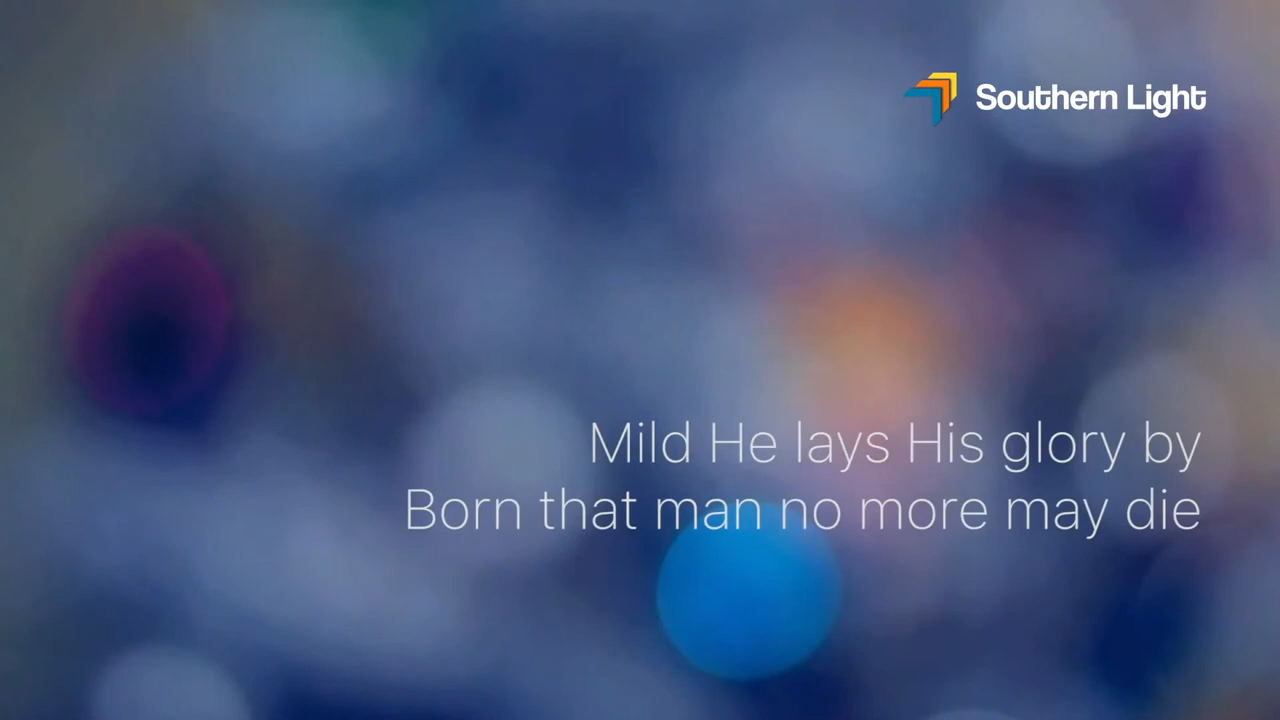 Southern Light
Mild He lays His glory by
Born that man no more may die